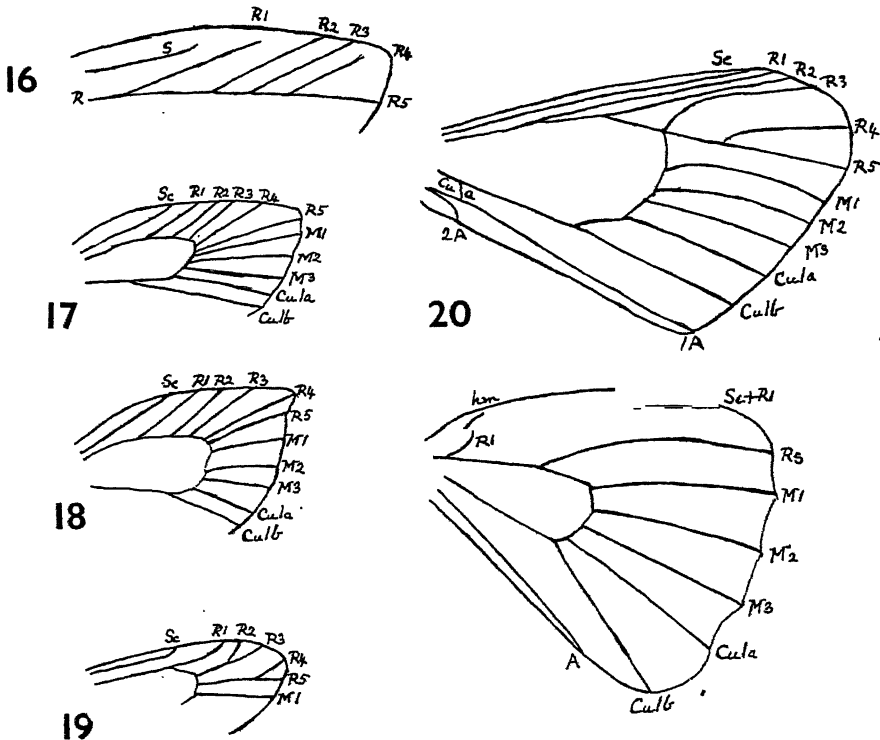 16
R1
R2
R3
R4
S
R
R5
17
Sc
R1
R2
R3
R4
R5
M1
M2
M3
Cu1a
Cu1b
18
Sc
R1
R2
R3
R4
R5
M1
M2
M3
Cu1a
Cu1b
19
Sc
R1
R2
R3
R4
R5
M1
20
Sc
R1
R2
R3
R4
R5
M1
M2
M3
Cu1a
Cu1b
1A
Cu
a
2A
hm
R1
Sc+R1
Rs
M1
M2
M3
Cu1a
Cu1b
A